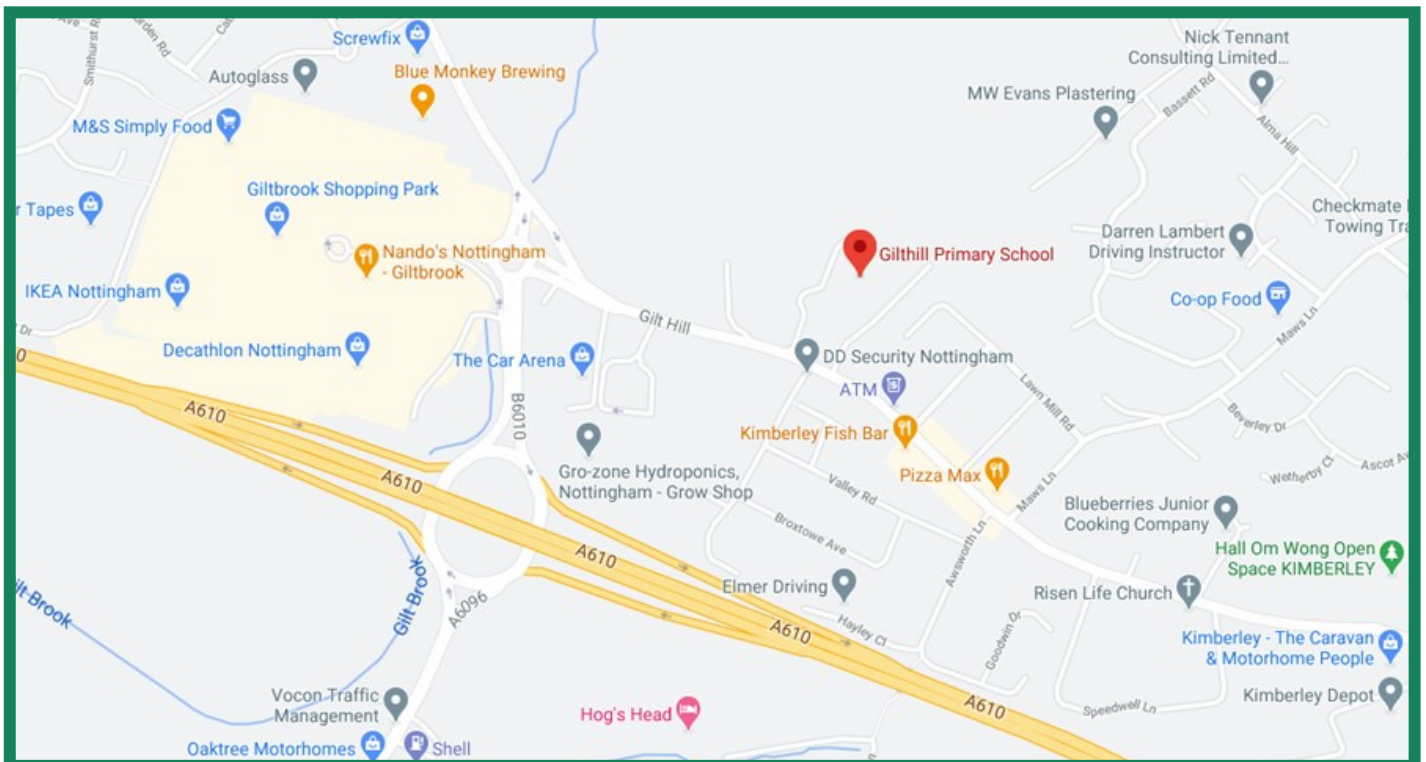 Smithurst Rd
Screwfix
Autoglass
Blue Monkey Brewing
M&S Simply Food
Giltbrook Shopping Park
r Tapes
Nando's Nottingham
- Giltbrook
IKEA Nottingham
Decathlon Nottingham
The Car Arena
Nick Tennant
Consulting Limited...
MW Evans Plastering
Bassett Rd
Alma Hill
Checkmate
Towing Tra
Darren Lambert
Driving Instructor
Gilthill Primary School
Co-op Food
Maws Ln
Gilt Hill
DD Security Nottingham
ATM
Lawn Mill Rd
Kimberley Fish Bar
Pizza Max
Beverley Dr
Wetherby Ct
Ascot Av
Maws Ln
Dr
0
A610
B6010
A610
Gro-zone Hydroponics,
Nottingham - Grow Shop
Valley Rd
Broxtowe Ave
Awsworth Ln
Blueberries Junior
Cooking Company
Hall Om Wong Open
Space KIMBERLEY
A610
Elmer Driving
Risen Life Church
Gilt Brook
Gilt Brook
A6096
A610
Hayley Cl
Goodwin Dr
Kimberley - The Caravan
& Motorhome People
Vocon Traffic
Management
Hog's Head
A610
Speedwell Ln
Kimberley Depot
Oaktree Motorhomes
Shell